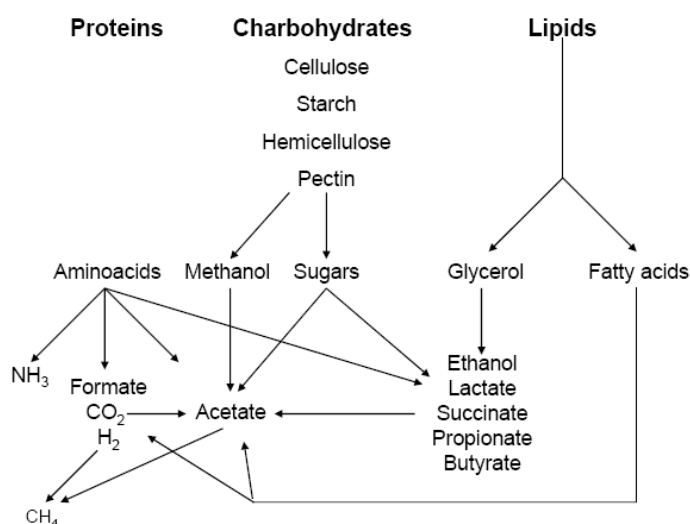 Proteins Charbohydrates Lipids
Cellulose
Starch
Hemicellulose
Pectin
Aminoacids Methanol Sugars Glycerol Fatty acids
NH3
Formate
CO2
H2
Acetate
Ethanol
Lactate
Succinate
Propionate
Butyrate
CH4